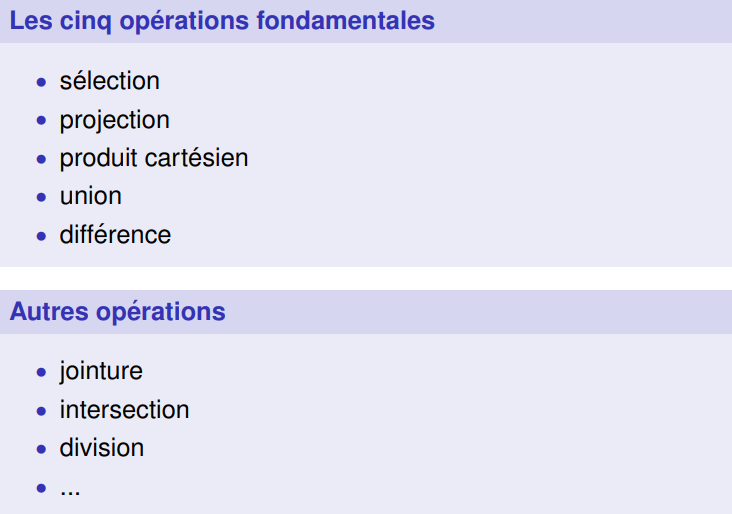 Les cinq opérations fondamentales
• sélection
• projection
• produit cartésien
• union
• différence
Autres opérations
• jointure
• intersection
• division
• ...